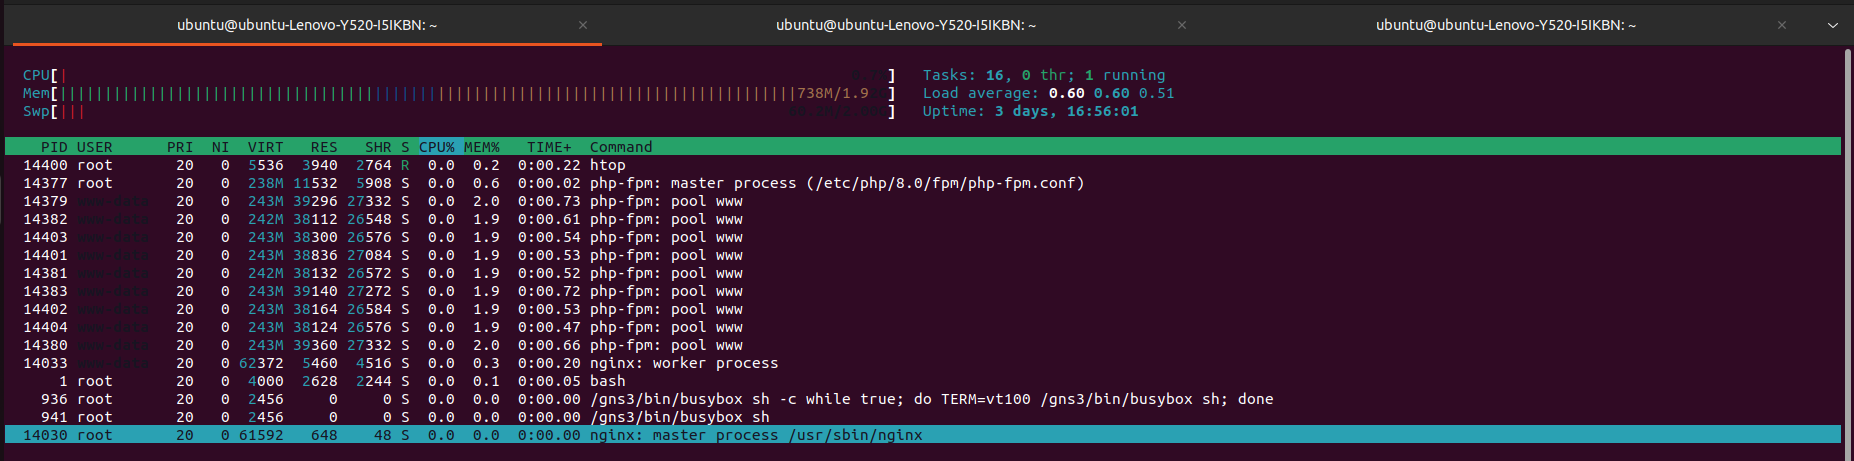 ubuntu@ubuntu-Lenovo-Y520-I5IKBN: ~ × ubuntu@ubuntu-Lenovo-Y520-I5IKBN: ~ × ubuntu@ubuntu-Lenovo-Y520-I5IKBN: ~ ×
CPU[| ] Tasks: 16, 0 thr; 1 running
Mem[||||||||||||||||||||||||||||||||||||||||||||||||||||||||||||||||||||||||||||||||||738M/1.9 ] Load average: 0.60 0.60 0.51
Swp[||| ] Uptime: 3 days, 16:56:01
PID USER PRI NI VIRT RES SHR S CPU% MEM% TIME+ Command
14400 root 20 0 5536 3940 2764 R 0.0 0.2 0:00.22 htop
14377 root 20 0 238M 11532 5908 S 0.0 0.6 0:00.02 php-fpm: master process (/etc/php/8.0/fpm/php-fpm.conf)
14379 20 0 243M 39296 27332 S 0.0 2.0 0:00.73 php-fpm: pool www
14382 20 0 242M 38112 26548 S 0.0 1.9 0:00.61 php-fpm: pool www
14403 20 0 243M 38300 26576 S 0.0 1.9 0:00.54 php-fpm: pool www
14401 20 0 243M 38836 27084 S 0.0 1.9 0:00.53 php-fpm: pool www
14381 20 0 242M 38132 26572 S 0.0 1.9 0:00.52 php-fpm: pool www
14383 20 0 243M 39140 27272 S 0.0 1.9 0:00.72 php-fpm: pool www
14402 20 0 243M 38164 26584 S 0.0 1.9 0:00.53 php-fpm: pool www
14404 20 0 243M 38124 26576 S 0.0 1.9 0:00.47 php-fpm: pool www
14380 20 0 243M 39360 27332 S 0.0 2.0 0:00.66 php-fpm: pool www
14033 20 0 62372 5460 4516 S 0.0 0.3 0:00.20 nginx: worker process
1 root 20 0 4000 2628 2244 S 0.0 0.1 0:00.05 bash
936 root 20 0 2456 0 0 S 0.0 0.0 0:00.00 /gns3/bin/busybox sh -c while true; do TERM=vt100 /gns3/bin/busybox sh; done
941 root 20 0 2456 0 0 S 0.0 0.0 0:00.00 /gns3/bin/busybox sh
14030 root 20 0 61592 648 48 S 0.0 0.0 0:00.00 nginx: master process /usr/sbin/nginx